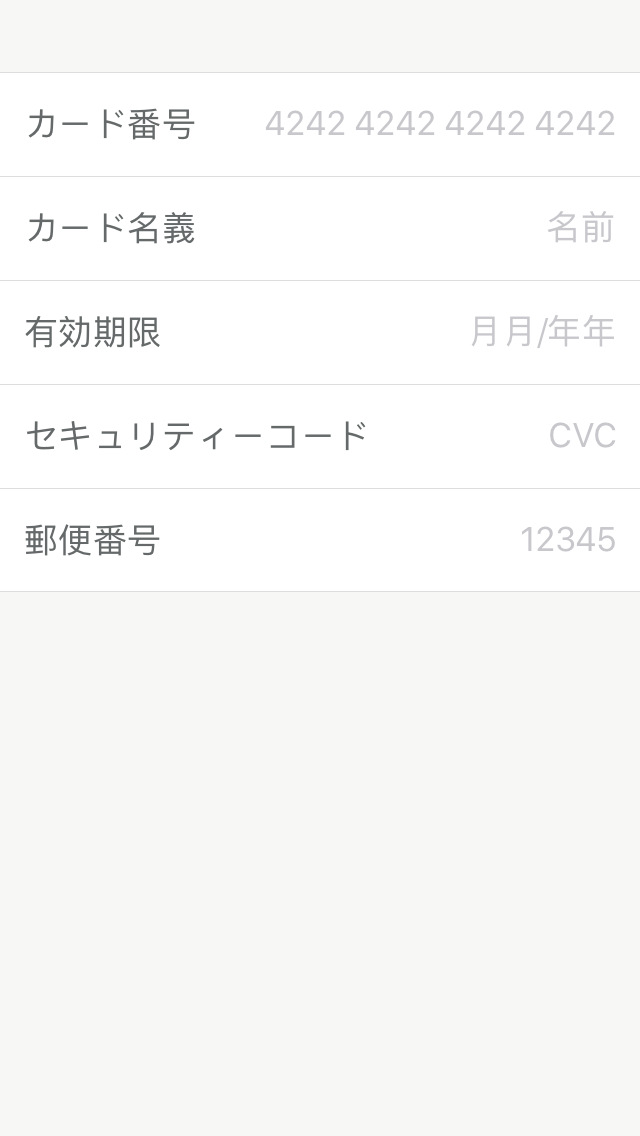 カード番号 4242 4242 4242 4242
カード名義 名前
有効期限 月月/年年
セキュリティーコード CVC
郵便番号 12345